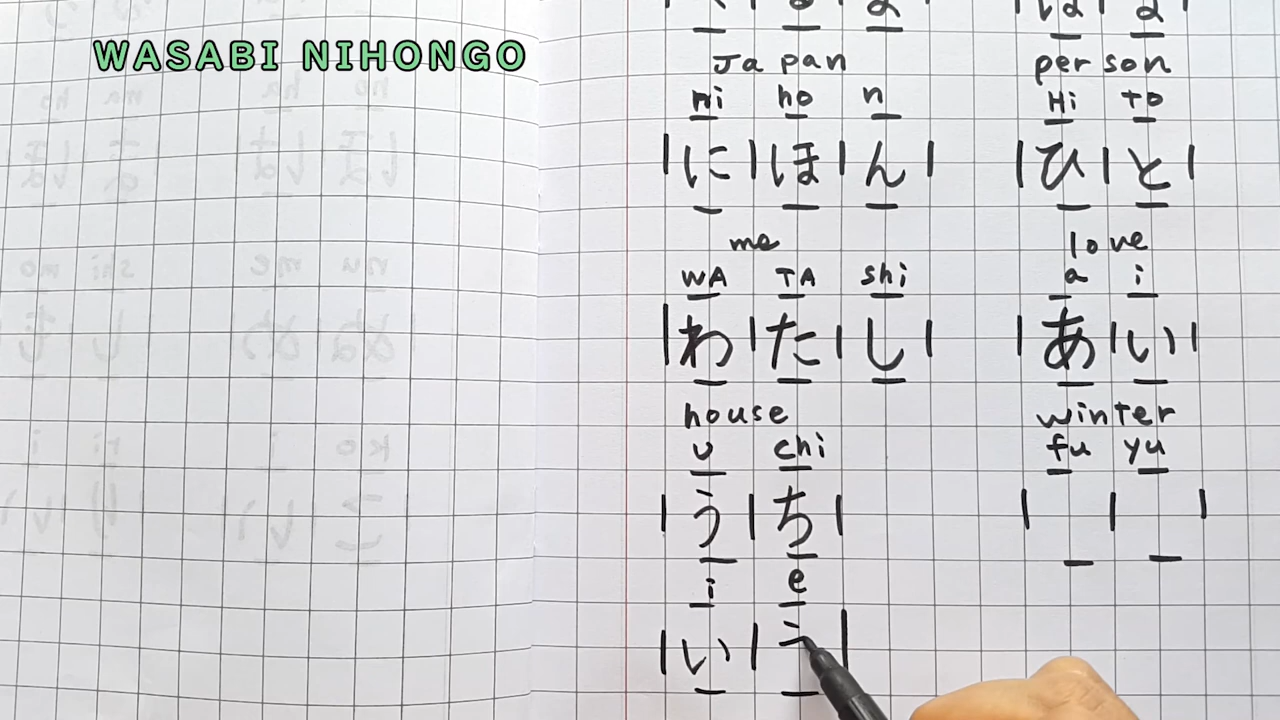 WASABI NIHONGO
Japan
ni ho n
にほん
me
WA TA shi
わたし
house
u chi
うち
i e
い
person
Hi to
ひと
love
a i
あい
winter
fu yu